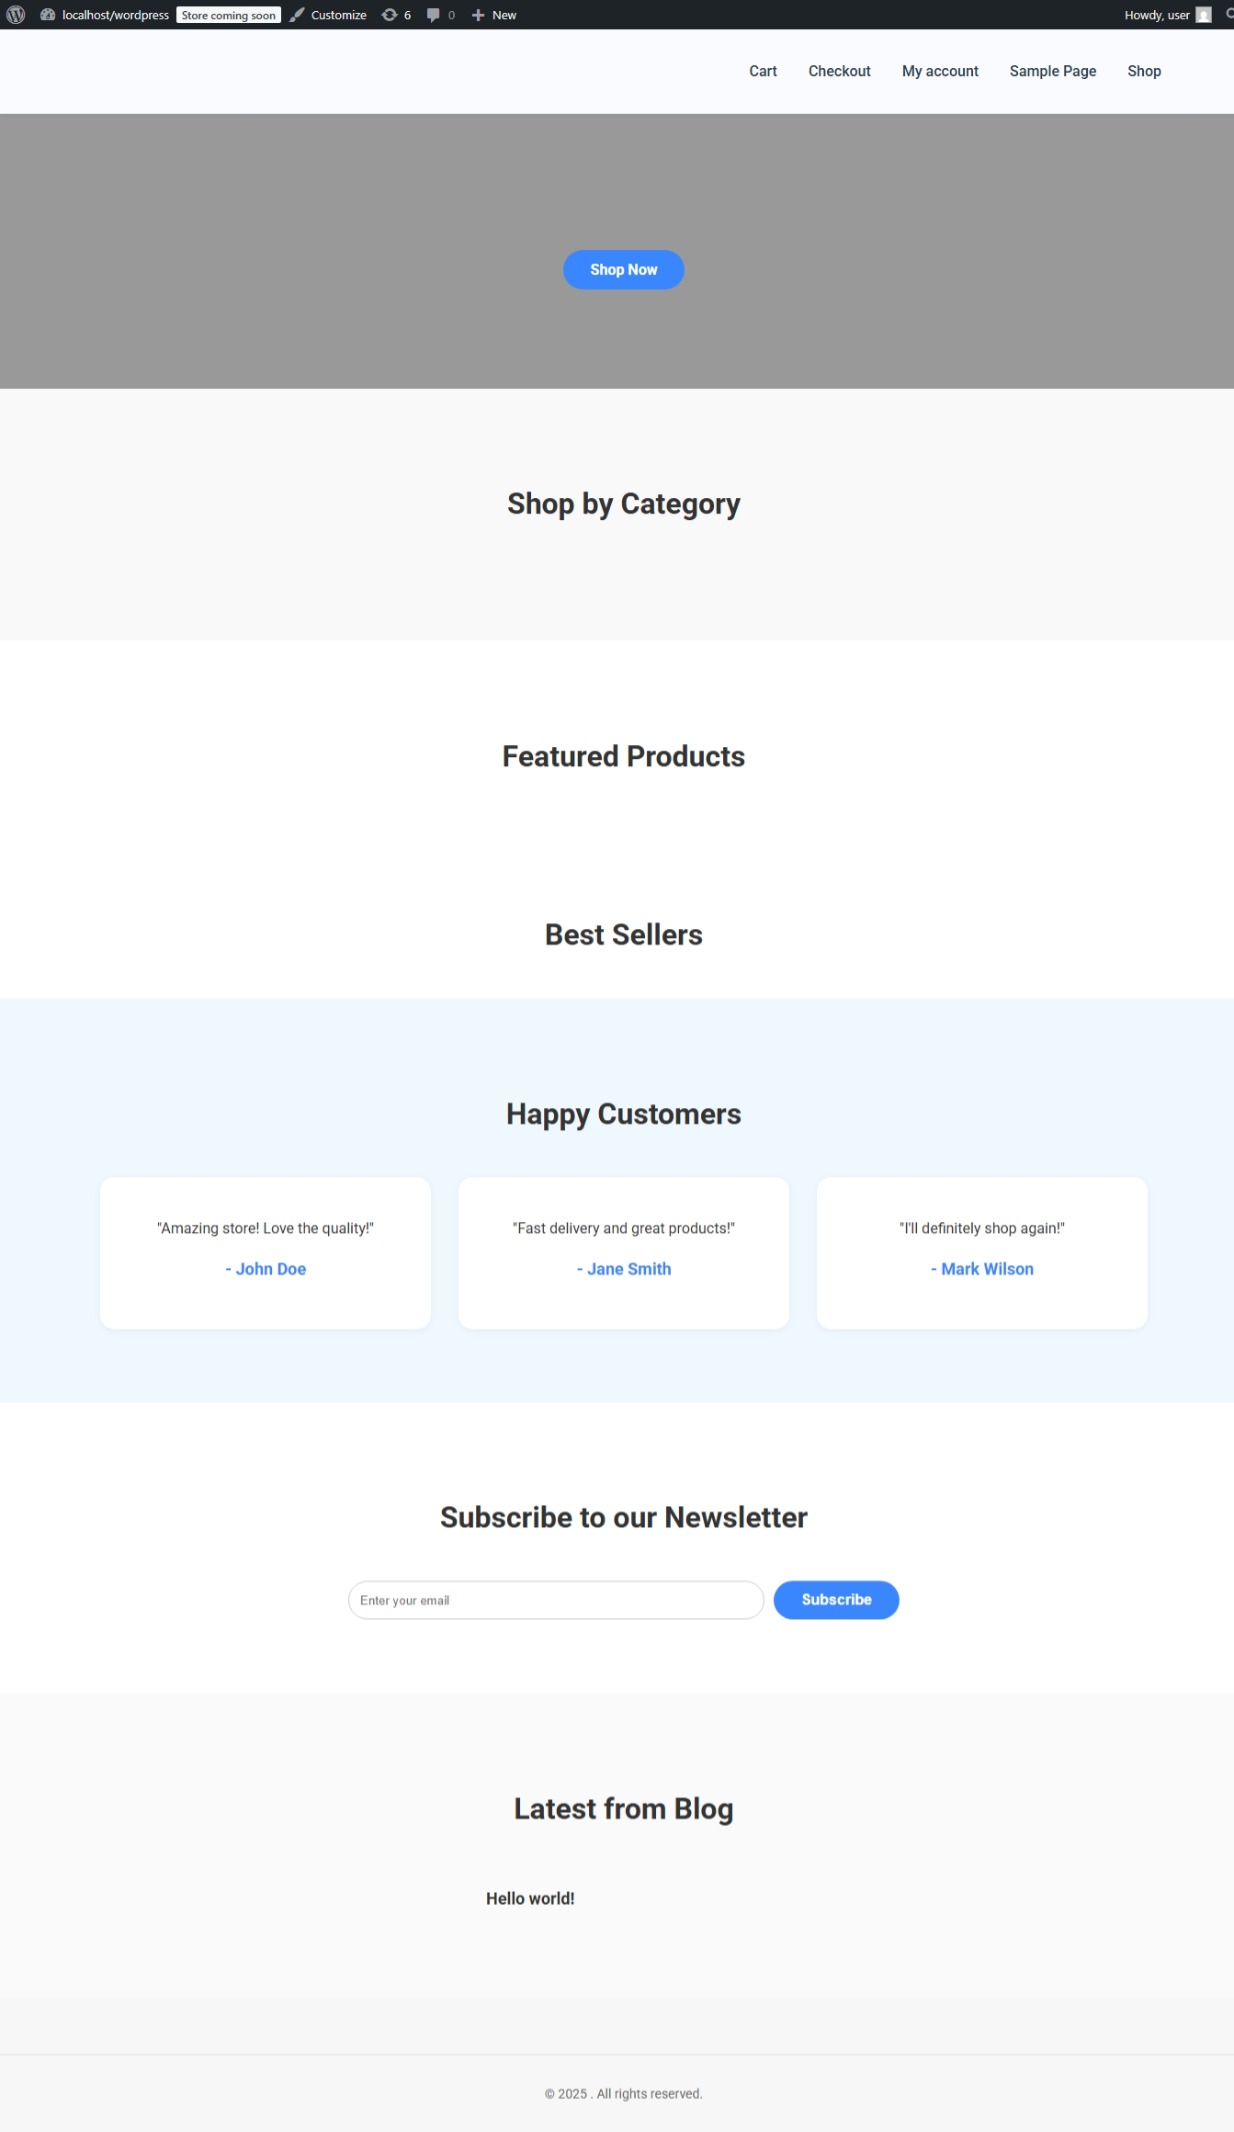 localhost/wordpress Store coming soon Customize 6 0 New Howdy, user
Cart Checkout My account Sample Page Shop
Shop Now
Shop by Category
Featured Products
Best Sellers
Happy Customers
"Amazing store! Love the quality!"
- John Doe
"Fast delivery and great products!"
- Jane Smith
"I'll definitely shop again!"
- Mark Wilson
Subscribe to our Newsletter
Enter your email Subscribe
Latest from Blog
Hello world!
© 2025 . All rights reserved.